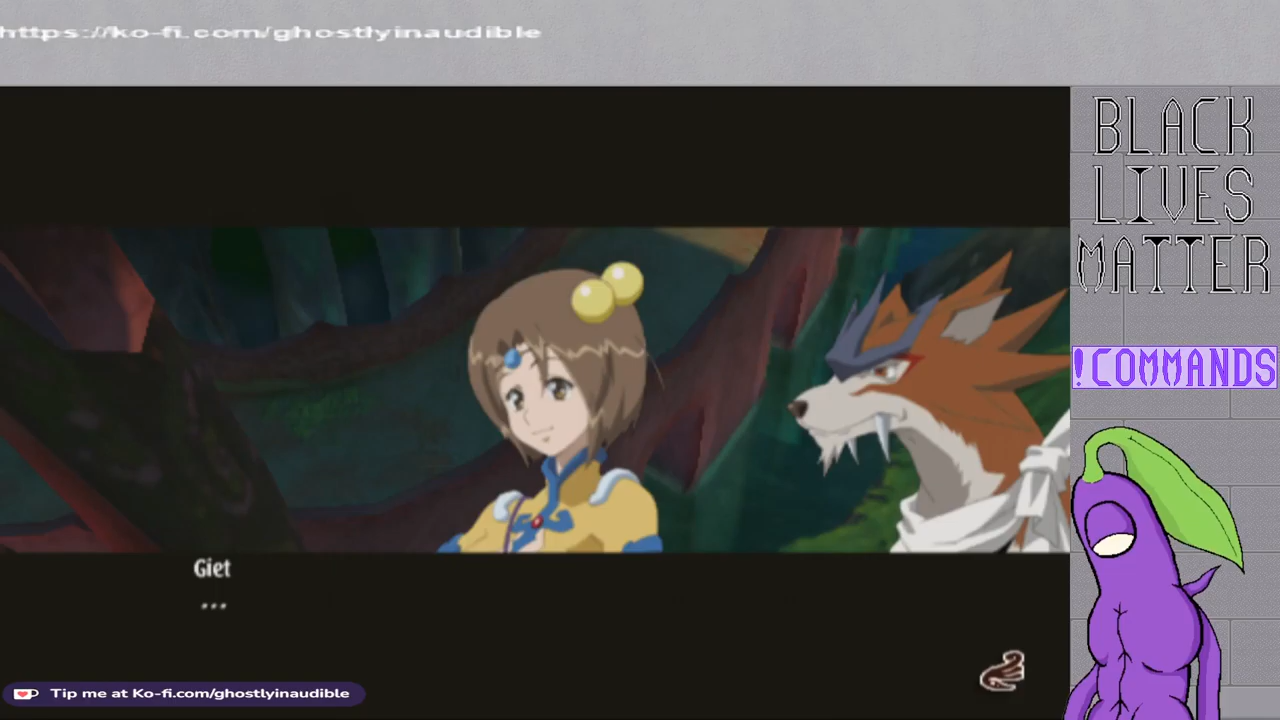 https://ko-fi.com/ghostlyinaudible
BLACK
LIVES
MATTER
!COMMANDS
Giet
...
Tip me at Ko-fi.com/ghostlyinaudible